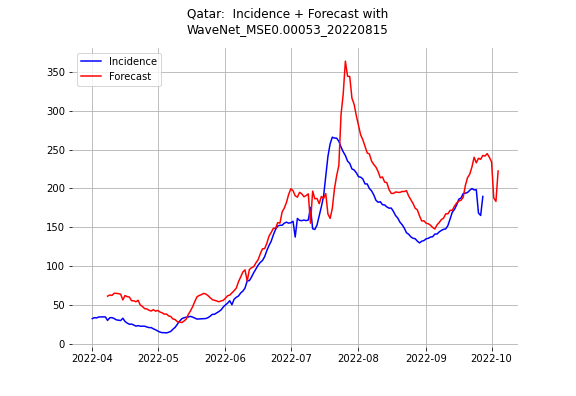 Qatar:  Incidence + Forecast with
WaveNet_MSE0.00053_20220815
Incidence
Forecast
350
300
250
200
150
100
50
0
2022-04 2022-05 2022-06 2022-07 2022-08 2022-09 2022-10